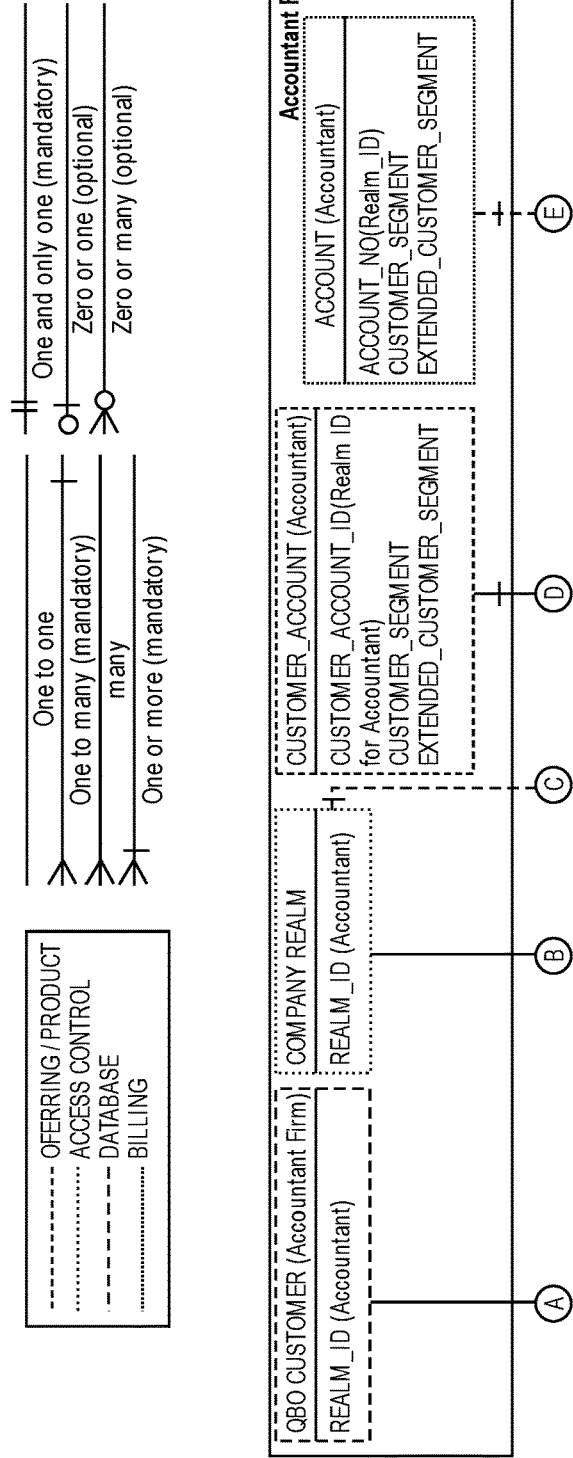 OFERRING / PRODUCT
ACCESS CONTROL
DATABASE
BILLING
One to one
One to many (mandatory)
many
One or more (mandatory)
One and only one (mandatory)
Zero or one (optional)
Zero or many (optional)
QBO CUSTOMER (Accountant Firm)
REALM_ID (Accountant)
COMPANY REALM
REALM_ID (Accountant)
CUSTOMER_ACCOUNT (Accountant)
CUSTOMER_ACCOUNT_ID(Realm ID
for Accountant)
CUSTOMER_SEGMENT
EXTENDED_CUSTOMER_SEGMENT
Accountant
ACCOUNT (Accountant)
ACCOUNT_NO(Realm_ID)
CUSTOMER_SEGMENT
EXTENDED_CUSTOMER_SEGMENT
A
B
C
D
E